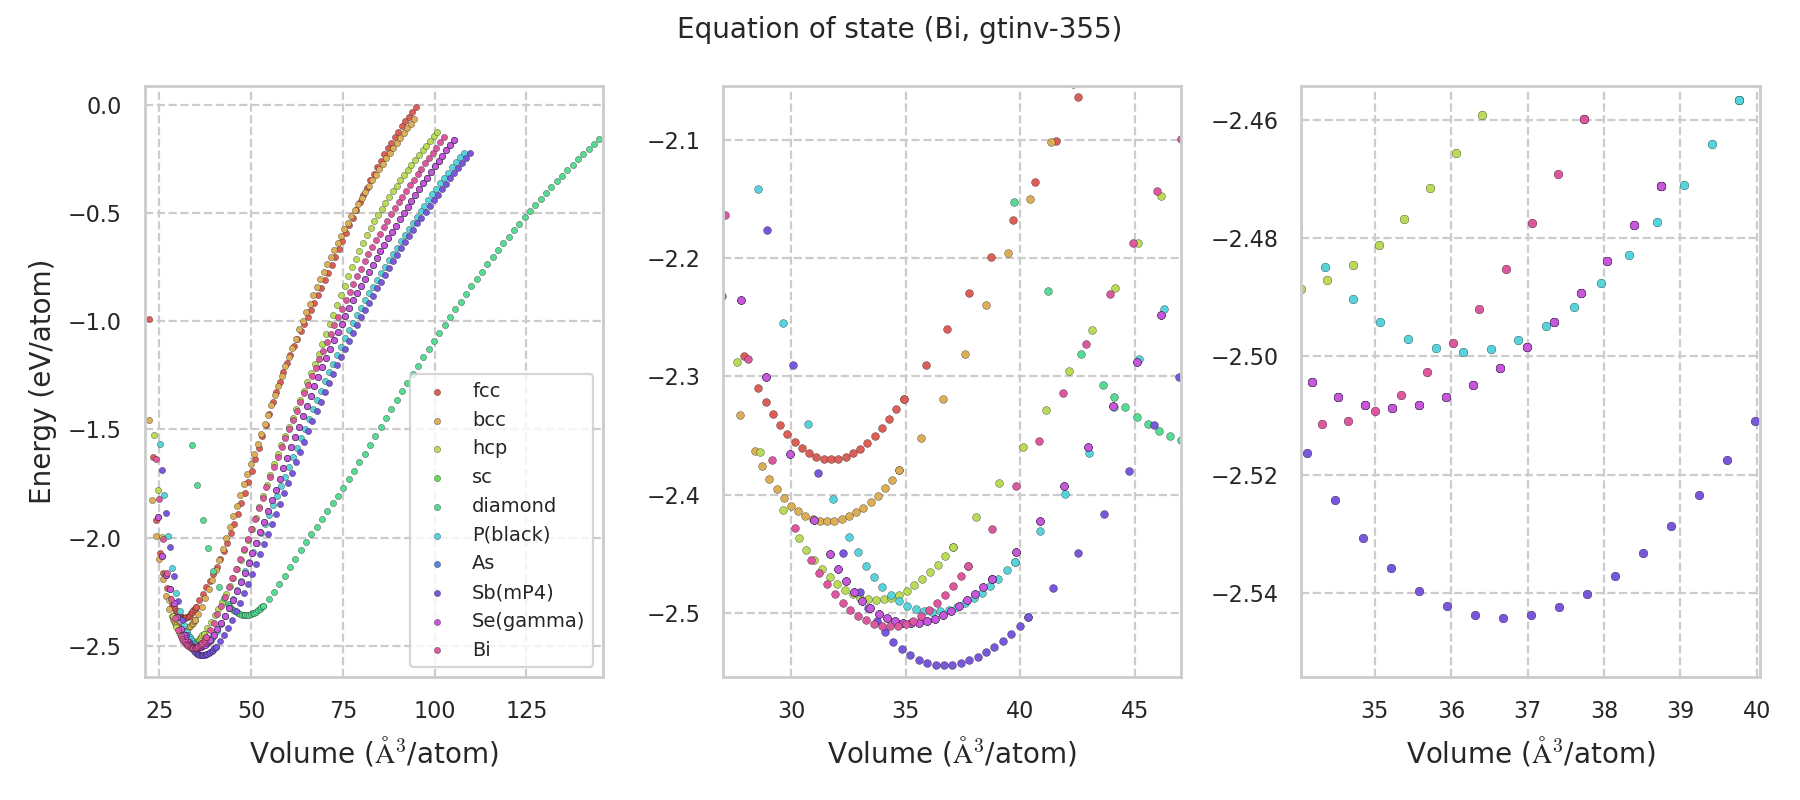 Equation of state (Bi, gtinv-355)
Energy (eV/atom)
0.0
−0.5
−1.0
−1.5
−2.0
−2.5
25
50
75
100
125
Volume (Å³/atom)
fcc
bcc
hcp
sc
diamond
P(black)
As
Sb(mP4)
Se(gamma)
Bi
−2.1
−2.2
−2.3
−2.4
−2.5
30
35
40
45
Volume (Å³/atom)
−2.46
−2.48
−2.50
−2.52
−2.54
35
36
37
38
39
40
Volume (Å³/atom)